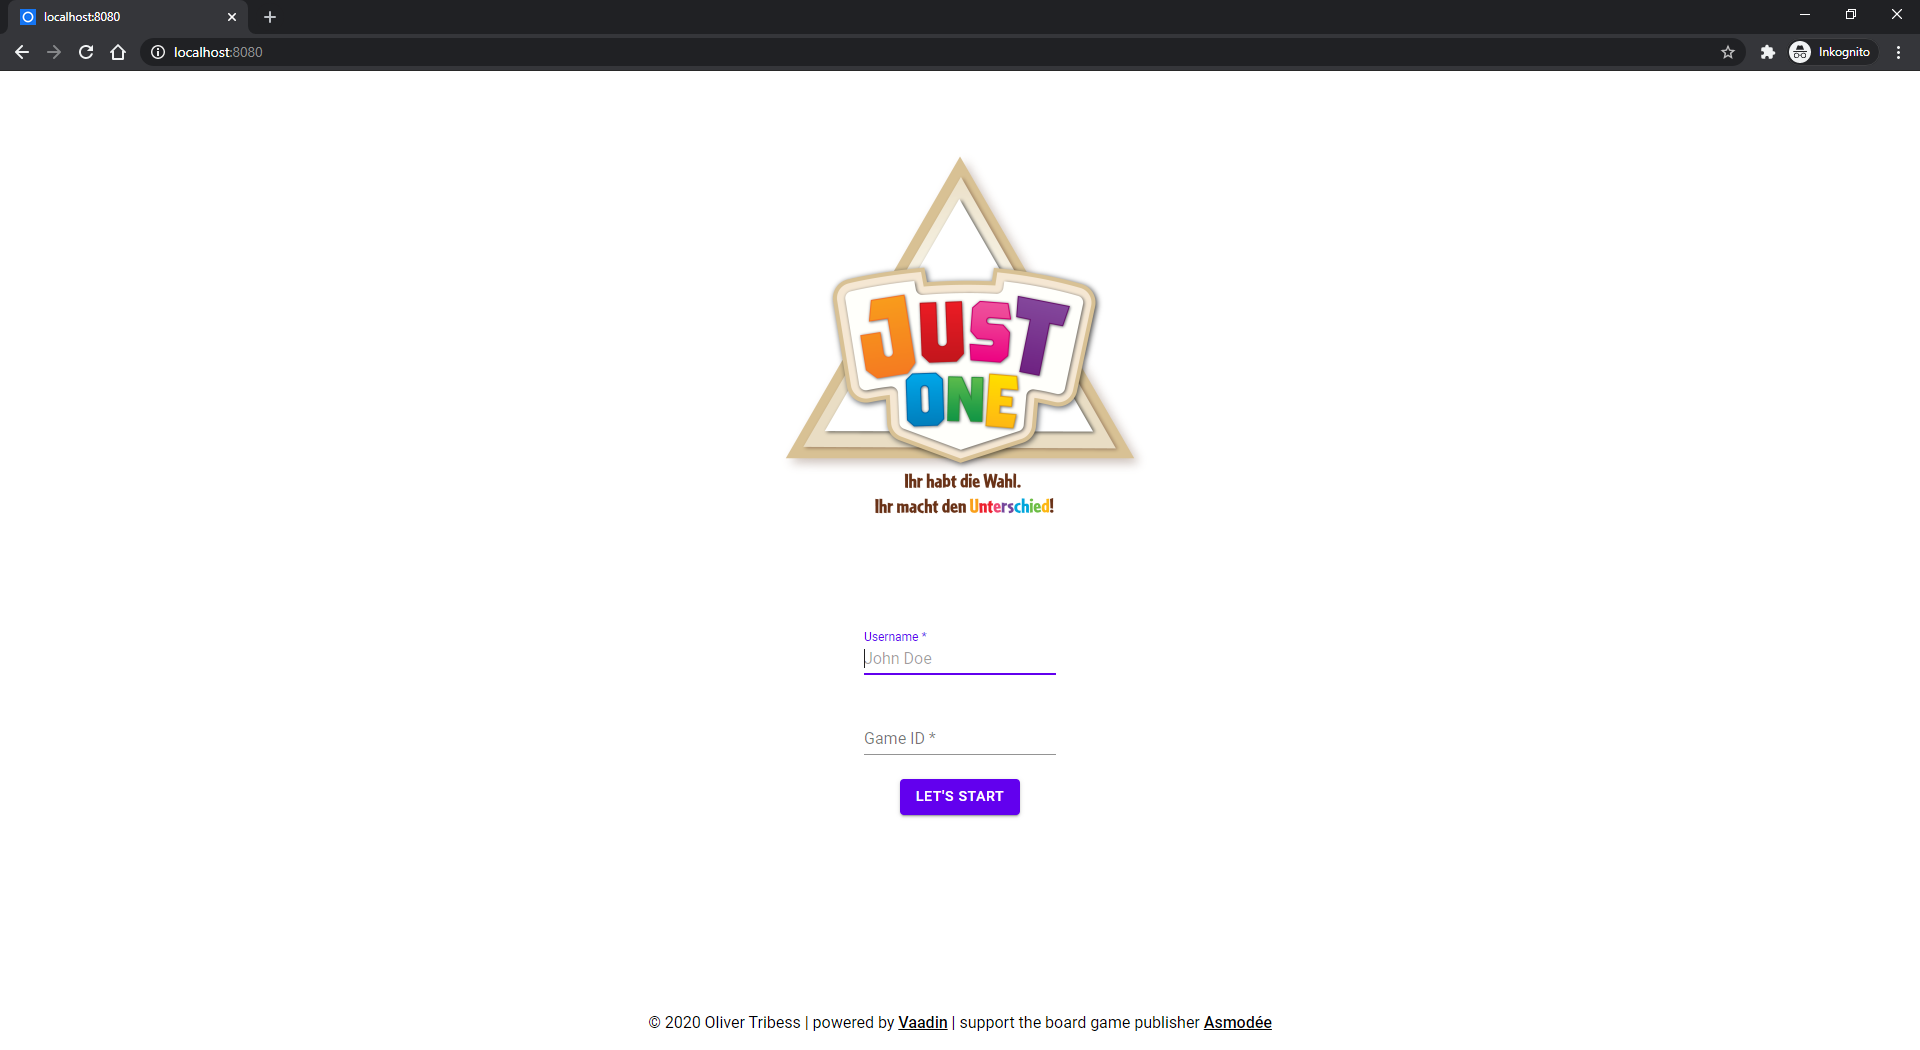 localhost:8080
localhost:8080
Inkognito
JUST
ONE
Ihr habt die Wahl.
Ihr macht den Unterschied!
Username *
John Doe
Game ID *
LET'S START
© 2020 Oliver Tribess | powered by Vaadin | support the board game publisher Asmodée